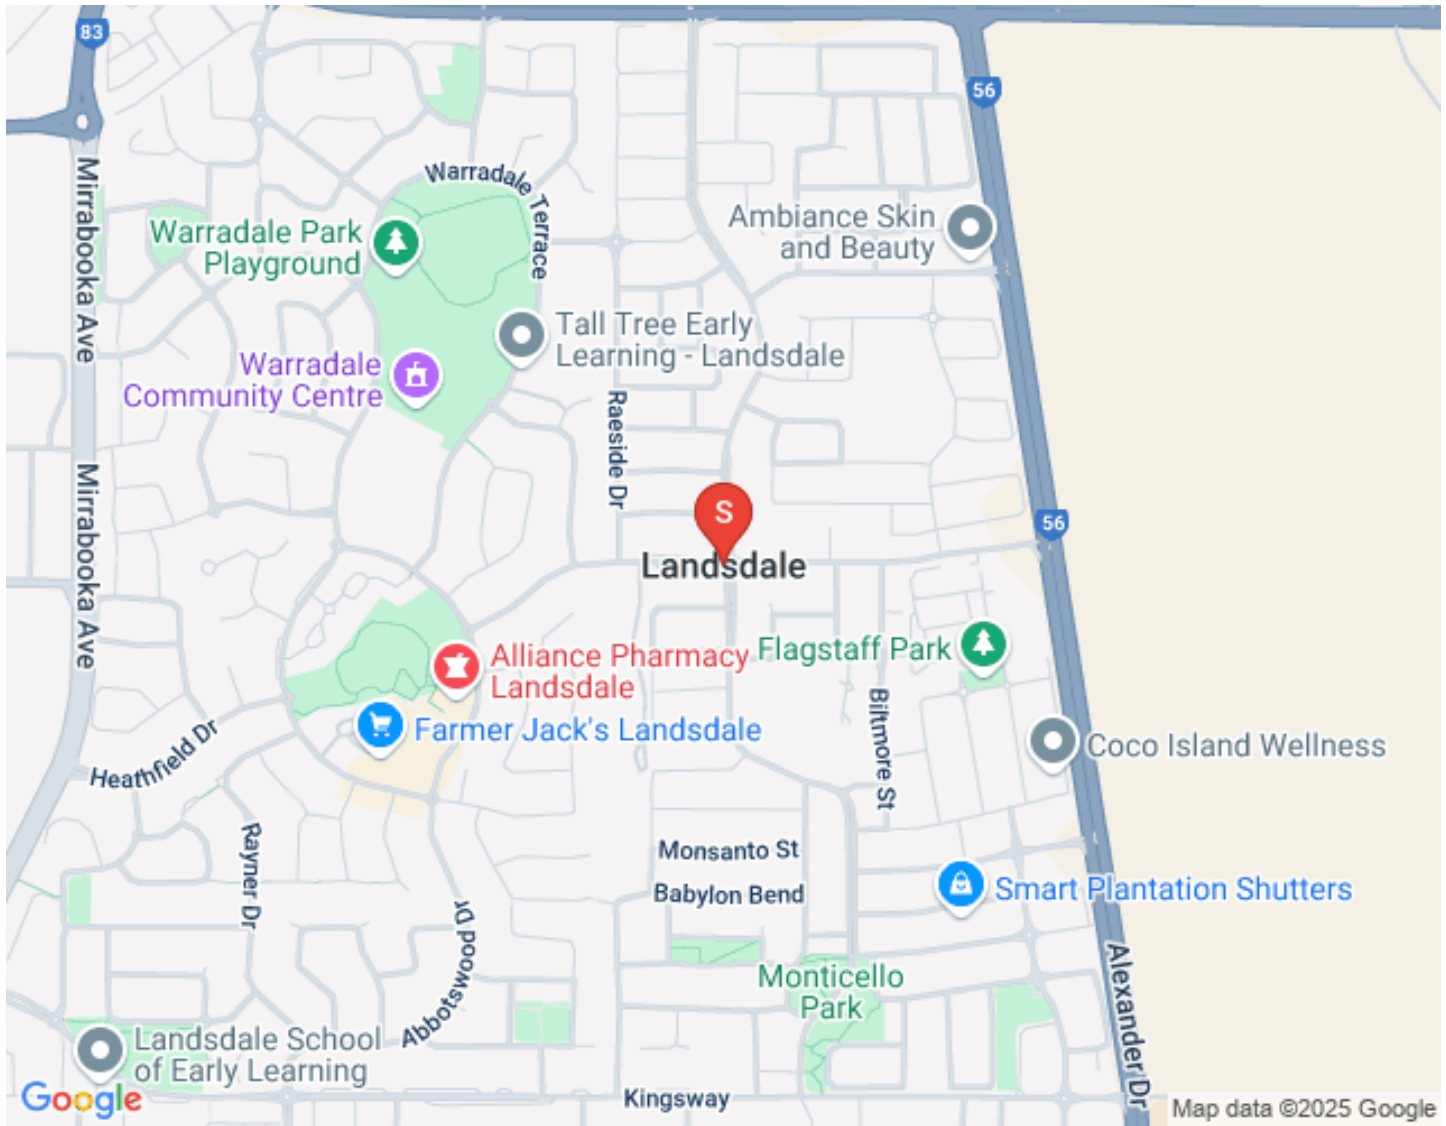 83
56
Mirrabooka Ave
Warradale Terrace
Warradale Park
Playground
Ambiance Skin
and Beauty
Tall Tree Early
Learning - Landsdale
Warradale
Community Centre
Raeside Dr
Mirrabooka Ave
S
56
Landsdale
Mirrabooka Ave
Alliance Pharmacy
Landsdale
Flagstaff Park
Farmer Jack's Landsdale
Biltmore St
Coco Island Wellness
Heathfield Dr
Rayner Dr
Monsanto St
Babylon Bend
Smart Plantation Shutters
Abbotswood Dr
Monticello
Park
Alexander Dr
Landsdale School
of Early Learning
Google
Kingsway
Map data ©2025 Google